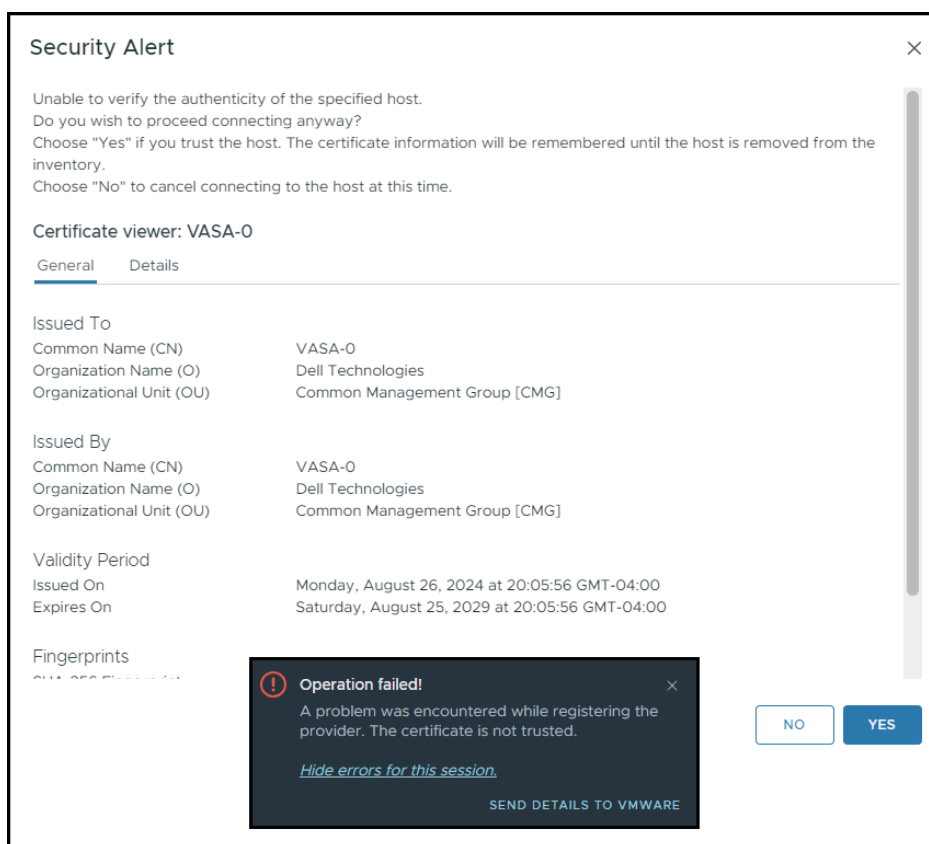 Security Alert
Unable to verify the authenticity of the specified host.
Do you wish to proceed connecting anyway?
Choose "Yes" if you trust the host. The certificate information will be remembered until the host is removed from the
inventory.
Choose "No" to cancel connecting to the host at this time.
Certificate viewer: VASA-0
General Details
Issued To
Common Name (CN) VASA-0
Organization Name (O) Dell Technologies
Organizational Unit (OU) Common Management Group [CMG]
Issued By
Common Name (CN) VASA-0
Organization Name (O) Dell Technologies
Organizational Unit (OU) Common Management Group [CMG]
Validity Period
Issued On Monday, August 26, 2024 at 20:05:56 GMT-04:00
Expires On Saturday, August 25, 2029 at 20:05:56 GMT-04:00
Fingerprints
Operation failed!
A problem was encountered while registering the
provider. The certificate is not trusted.
Hide errors for this session.
SEND DETAILS TO VMWARE
NO YES